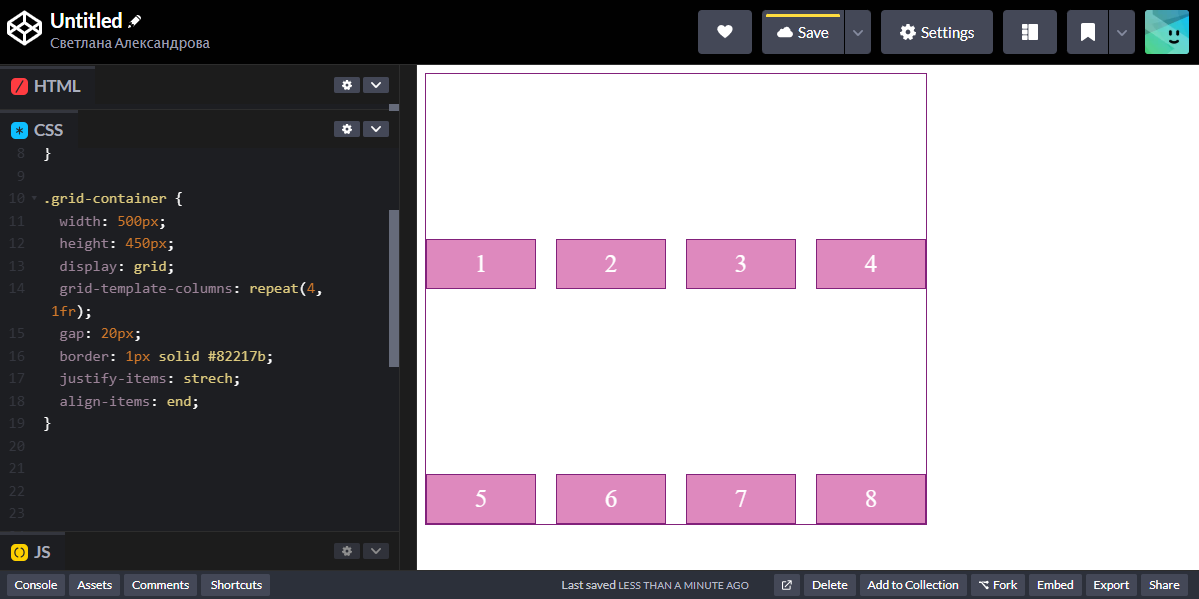 Untitled
Светлана Александрова
Save
Settings
HTML
CSS
8 }
9
10 .grid-container {
11 width: 500px;
12 height: 450px;
13 display: grid;
14 grid-template-columns: repeat(4,
1fr);
15 gap: 20px;
16 border: 1px solid #82217b;
17 justify-items: strech;
18 align-items: end;
19 }
20
21
22
23
JS
1 2 3 4
5 6 7 8
Console Assets Comments Shortcuts Last saved LESS THAN A MINUTE AGO Delete Add to Collection Fork Embed Export Share